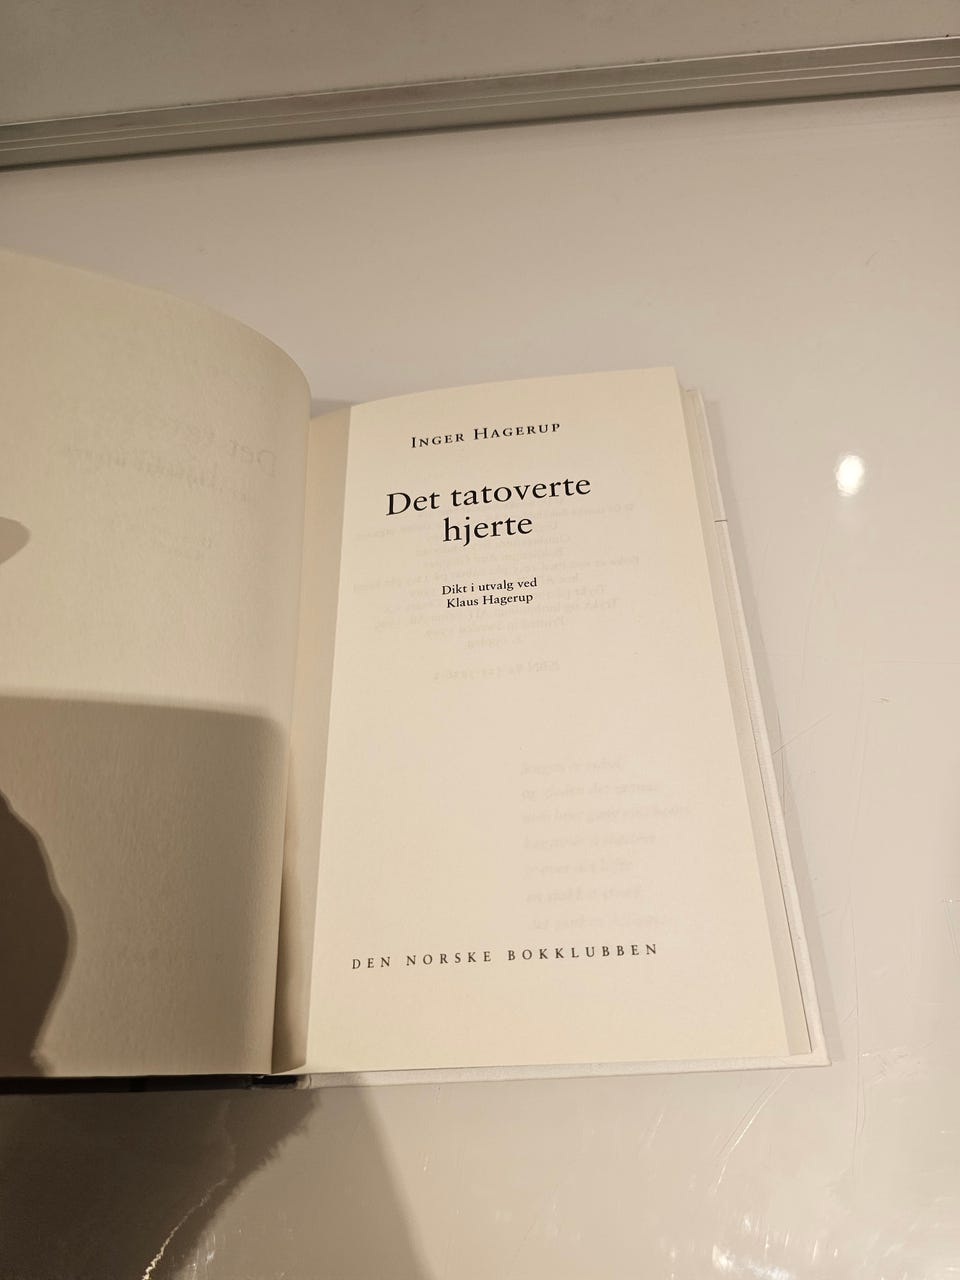 INGER HAGERUP
Det tatoverte
hjerte
Dikt i utvalg ved
Klaus Hagerup
DEN NORSKE BOKKLUBBEN